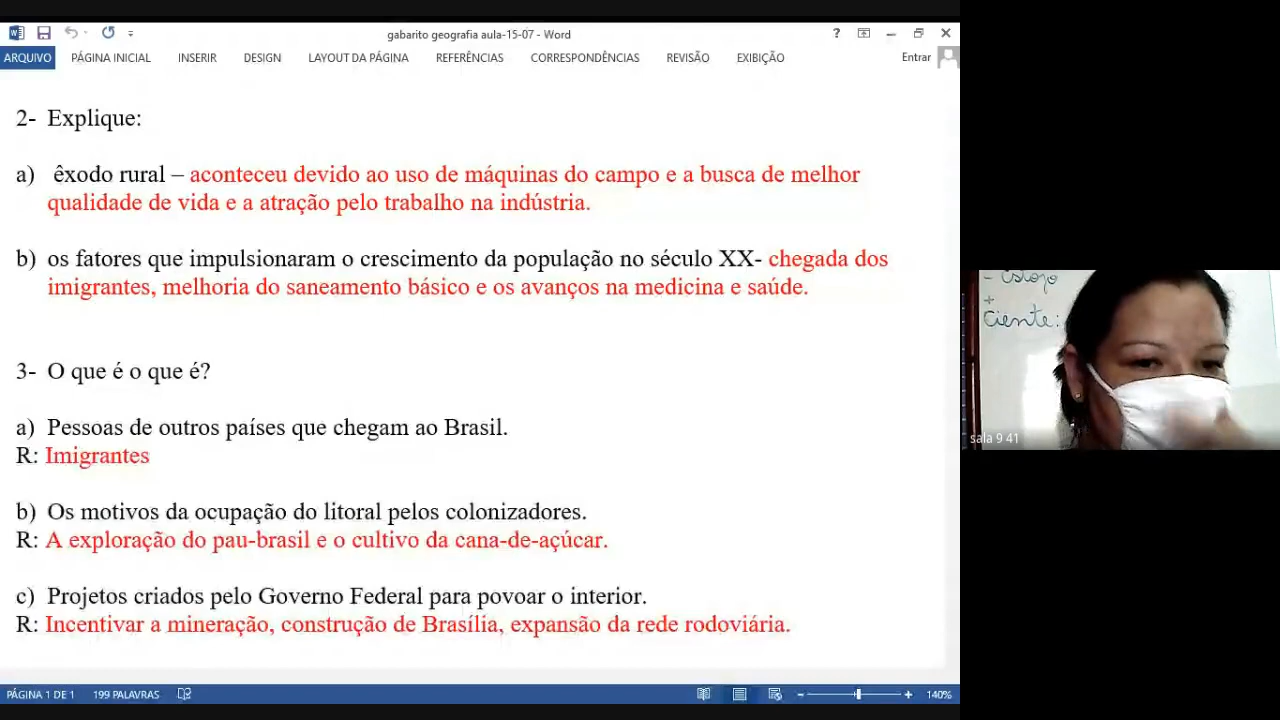 gabarito geografia aula-15-07 - Word
?
ARQUIVO PÁGINA INICIAL INSERIR DESIGN LAYOUT DA PÁGINA REFERÊNCIAS CORRESPONDÊNCIAS REVISÃO EXIBIÇÃO Entrar
2- Explique:
a) êxodo rural – aconteceu devido ao uso de máquinas do campo e a busca de melhor
qualidade de vida e a atração pelo trabalho na indústria.
b) os fatores que impulsionaram o crescimento da população no século XX- chegada dos
imigrantes, melhoria do saneamento básico e os avanços na medicina e saúde.
3- O que é o que é?
a) Pessoas de outros países que chegam ao Brasil.
R: Imigrantes
b) Os motivos da ocupação do litoral pelos colonizadores.
R: A exploração do pau-brasil e o cultivo da cana-de-açúcar.
c) Projetos criados pelo Governo Federal para povoar o interior.
R: Incentivar a mineração, construção de Brasília, expansão da rede rodoviária.
PÁGINA 1 DE 1 199 PALAVRAS 140%
- Estojo
+
Ciente:
sala 9 41